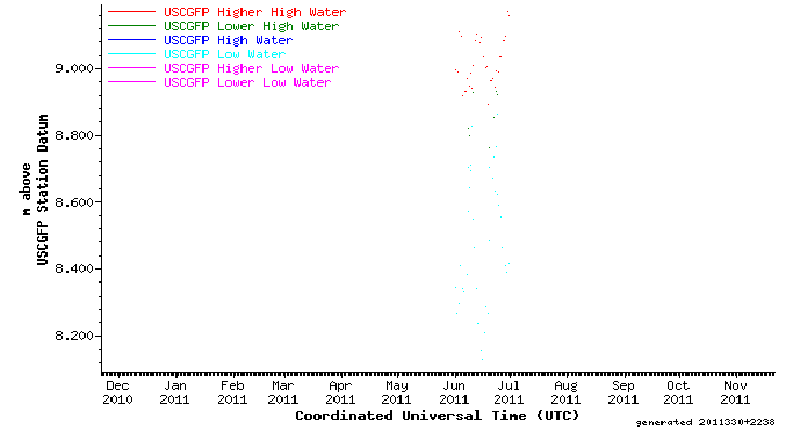 USCGFP Higher High Water
USCGFP Lower High Water
USCGFP High Water
USCGFP Low Water
USCGFP Higher Low Water
USCGFP Lower Low Water
9.000
8.800
8.600
8.400
8.200
m above
USCGFP Station Datum
Dec Jan Feb Mar Apr May Jun Jul Aug Sep Oct Nov
2010 2011 2011 2011 2011 2011 2011 2011 2011 2011 2011 2011
Coordinated Universal Time (UTC)
generated 2011330+2238